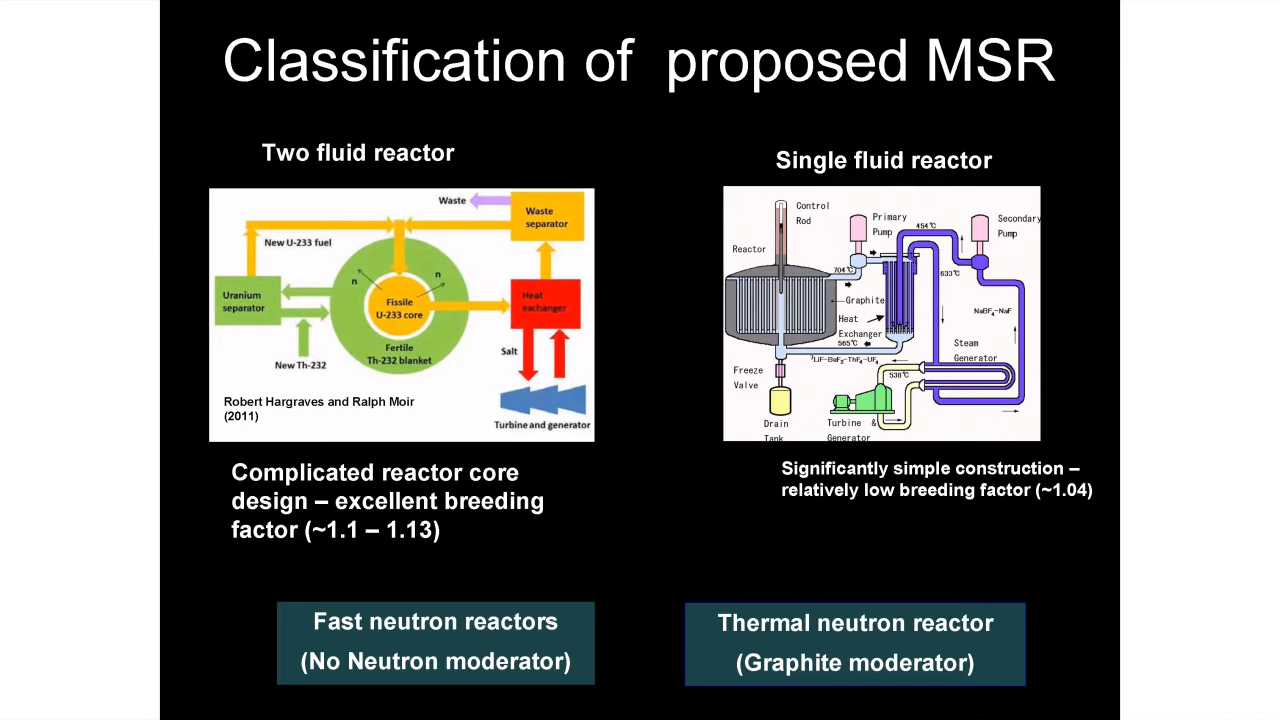 Classification of  proposed MSR
Two fluid reactor
Waste
Waste
separator
New U-233 fuel
n
n
Uranium
separator
Fissile
U-233 core
Heat
exchanger
Fertile
Th-232 blanket
New Th-232
Salt
Robert Hargraves and Ralph Moir
(2011)
Turbine and generator
Complicated reactor core
design – excellent breeding
factor (~1.1 – 1.13)
Single fluid reactor
Control
Rod
Primary
Pump
Secondary
Pump
454℃
Reactor
704℃
633℃
Graphite
Heat
Exchanger
NaBF₄-NaF
565℃
⁷LiF-BeF₂-ThF₄-UF₄
Steam
Generator
538℃
Freeze
Valve
Drain
Tank
Turbine &
Generator
Significantly simple construction –
relatively low breeding factor (~1.04)
Fast neutron reactors
(No Neutron moderator)
Thermal neutron reactor
(Graphite moderator)